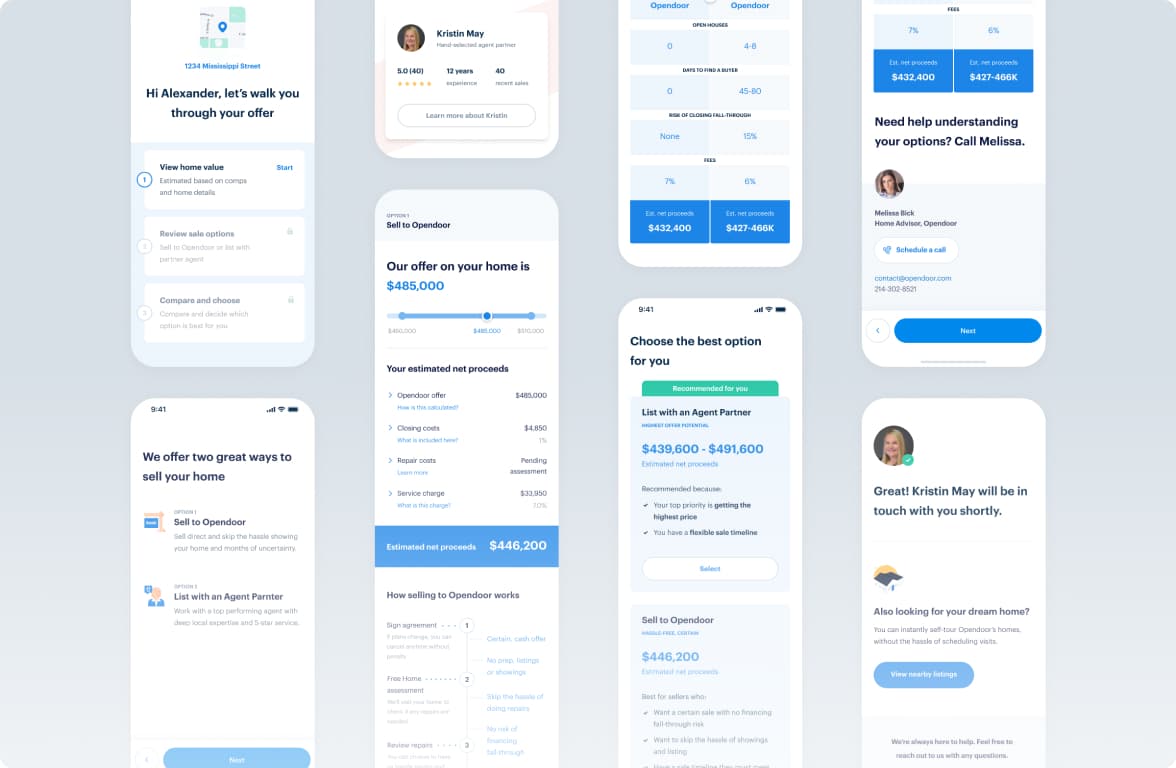 1234 Mississippi Street
Hi Alexander, let's walk you
through your offer
View home value
Start
1
Estimated based on comps
and home details
Review sale options
2
Sell to Opendoor or list with
partner agent
Compare and choose
3
Compare and decide which
option is best for you
9:41
We offer two great ways to
sell your home
OPTION 1
Sell to Opendoor
Sell direct and skip the hassle showing
your home and months of uncertainty.
OPTION 2
List with an Agent Parnter
Work with a top performing agent with
deep local expertise and 5-star service.
Next
Kristin May
Hand-selected agent partner
5.0 (40)
12 years
40
experience
recent sales
Learn more about Kristin
OPTION 1
Sell to Opendoor
Our offer on your home is
$485,000
$460,000
$485,000
$510,000
Your estimated net proceeds
Opendoor offer
$485,000
How is this calculated?
Closing costs
$4,850
What is included here?
1%
Repair costs
Pending
assessment
Learn more
Service charge
$33,950
What is this charge?
7.0%
Estimated net proceeds
$446,200
How selling to Opendoor works
Sign agreement
1
If plans change, you can
cancel anytime without
penalty
Certain, cash offer
No prep, listings
or showings
Free Home
assessment
2
We'll visit your home to
check if any repairs are
needed
Skip the hassle of
doing repairs
No risk of
financing
fall-through
Review repairs
3
You can choose to have
Opendoor
Opendoor
OPEN HOUSES
0
4-8
DAYS TO FIND A BUYER
0
45-80
RISK OF CLOSING FALL-THROUGH
None
15%
FEES
7%
6%
Est. net proceeds
Est. net proceeds
$432,400
$427-466K
9:41
Choose the best option
for you
Recommended for you
List with an Agent Partner
HIGHEST OFFER POTENTIAL
$439,600 - $491,600
Estimated net proceeds
Recommended because:
Your top priority is getting the
highest price
You have a flexible sale timeline
Select
Sell to Opendoor
HASSLE-FREE, CERTAIN
$446,200
Estimated net proceeds
Best for sellers who:
Want a certain sale with no financing
fall-through risk
Want to skip the hassle of showings
and listing
Have a sale timeline they must meet
FEES
7%
6%
Est. net proceeds
Est. net proceeds
$432,400
$427-466K
Need help understanding
your options? Call Melissa.
Melissa Bick
Home Advisor, Opendoor
Schedule a call
contact@opendoor.com
214-302-8521
Next
Great! Kristin May will be in
touch with you shortly.
Also looking for your dream home?
You can instantly self-tour Opendoor's homes,
without the hassle of scheduling visits.
View nearby listings
We're always here to help. Feel free to
reach out to us with any questions.